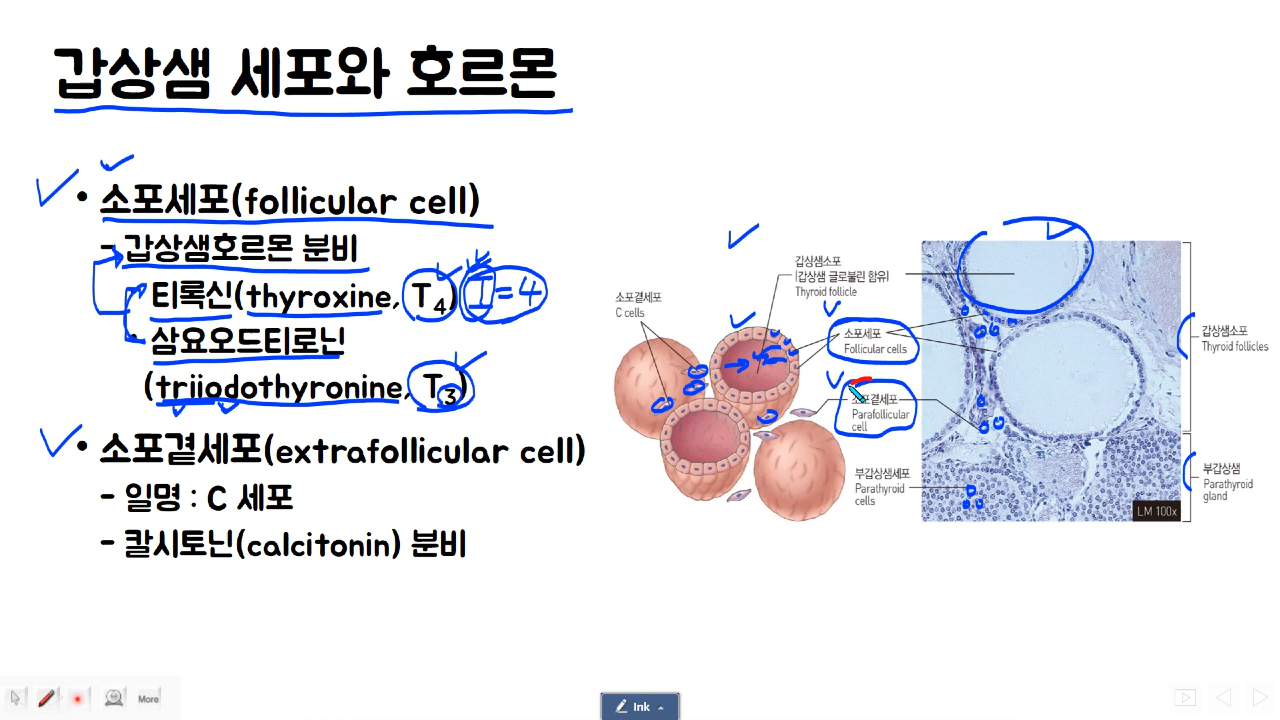 갑상샘 세포와 호르몬
• 소포세포(follicular cell)
- 갑상샘호르몬 분비
티록신(thyroxine, T4) I = 4
삼요오드티로닌
(triiodothyronine, T3)
• 소포곁세포(extrafollicular cell)
- 일명 : C 세포
- 칼시토닌(calcitonin) 분비
소포곁세포
C cells
갑상샘소포
(갑상샘 글로불린 함유)
Thyroid follicle
소포세포
Follicular cells
소포곁세포
Parafollicular
cell
부갑상샘세포
Parathyroid
cells
갑상샘소포
Thyroid follicles
부갑상샘
Parathyroid
gland
LM 100x
More
Ink